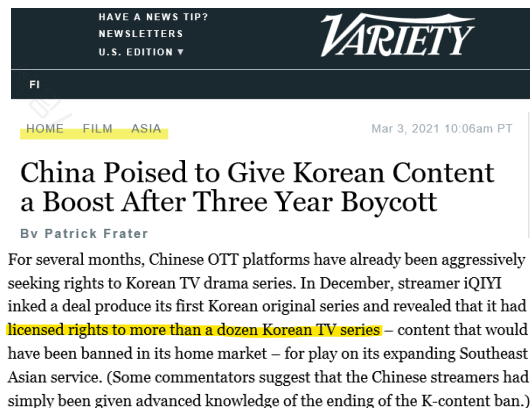 HAVE A NEWS TIP?
NEWSLETTERS
U.S. EDITION ▼
VARIETY
FI
HOME FILM ASIA
Mar 3, 2021 10:06am PT
China Poised to Give Korean Content
a Boost After Three Year Boycott
By Patrick Frater
For several months, Chinese OTT platforms have already been aggressively
seeking rights to Korean TV drama series. In December, streamer iQIYI
inked a deal produce its first Korean original series and revealed that it had
licensed rights to more than a dozen Korean TV series – content that would
have been banned in its home market – for play on its expanding Southeast
Asian service. (Some commentators suggest that the Chinese streamers had
simply been given advanced knowledge of the ending of the K-content ban.)